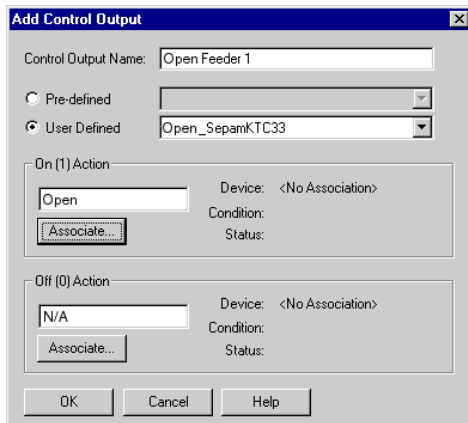 Add Control Output
Control Output Name: Open Feeder 1
Pre-defined
User Defined Open_SepamKTC33
On (1) Action
Open
Device: <No Association>
Associate...
Condition:
Status:
Off (0) Action
N/A
Device: <No Association>
Condition:
Associate...
Status:
OK Cancel Help